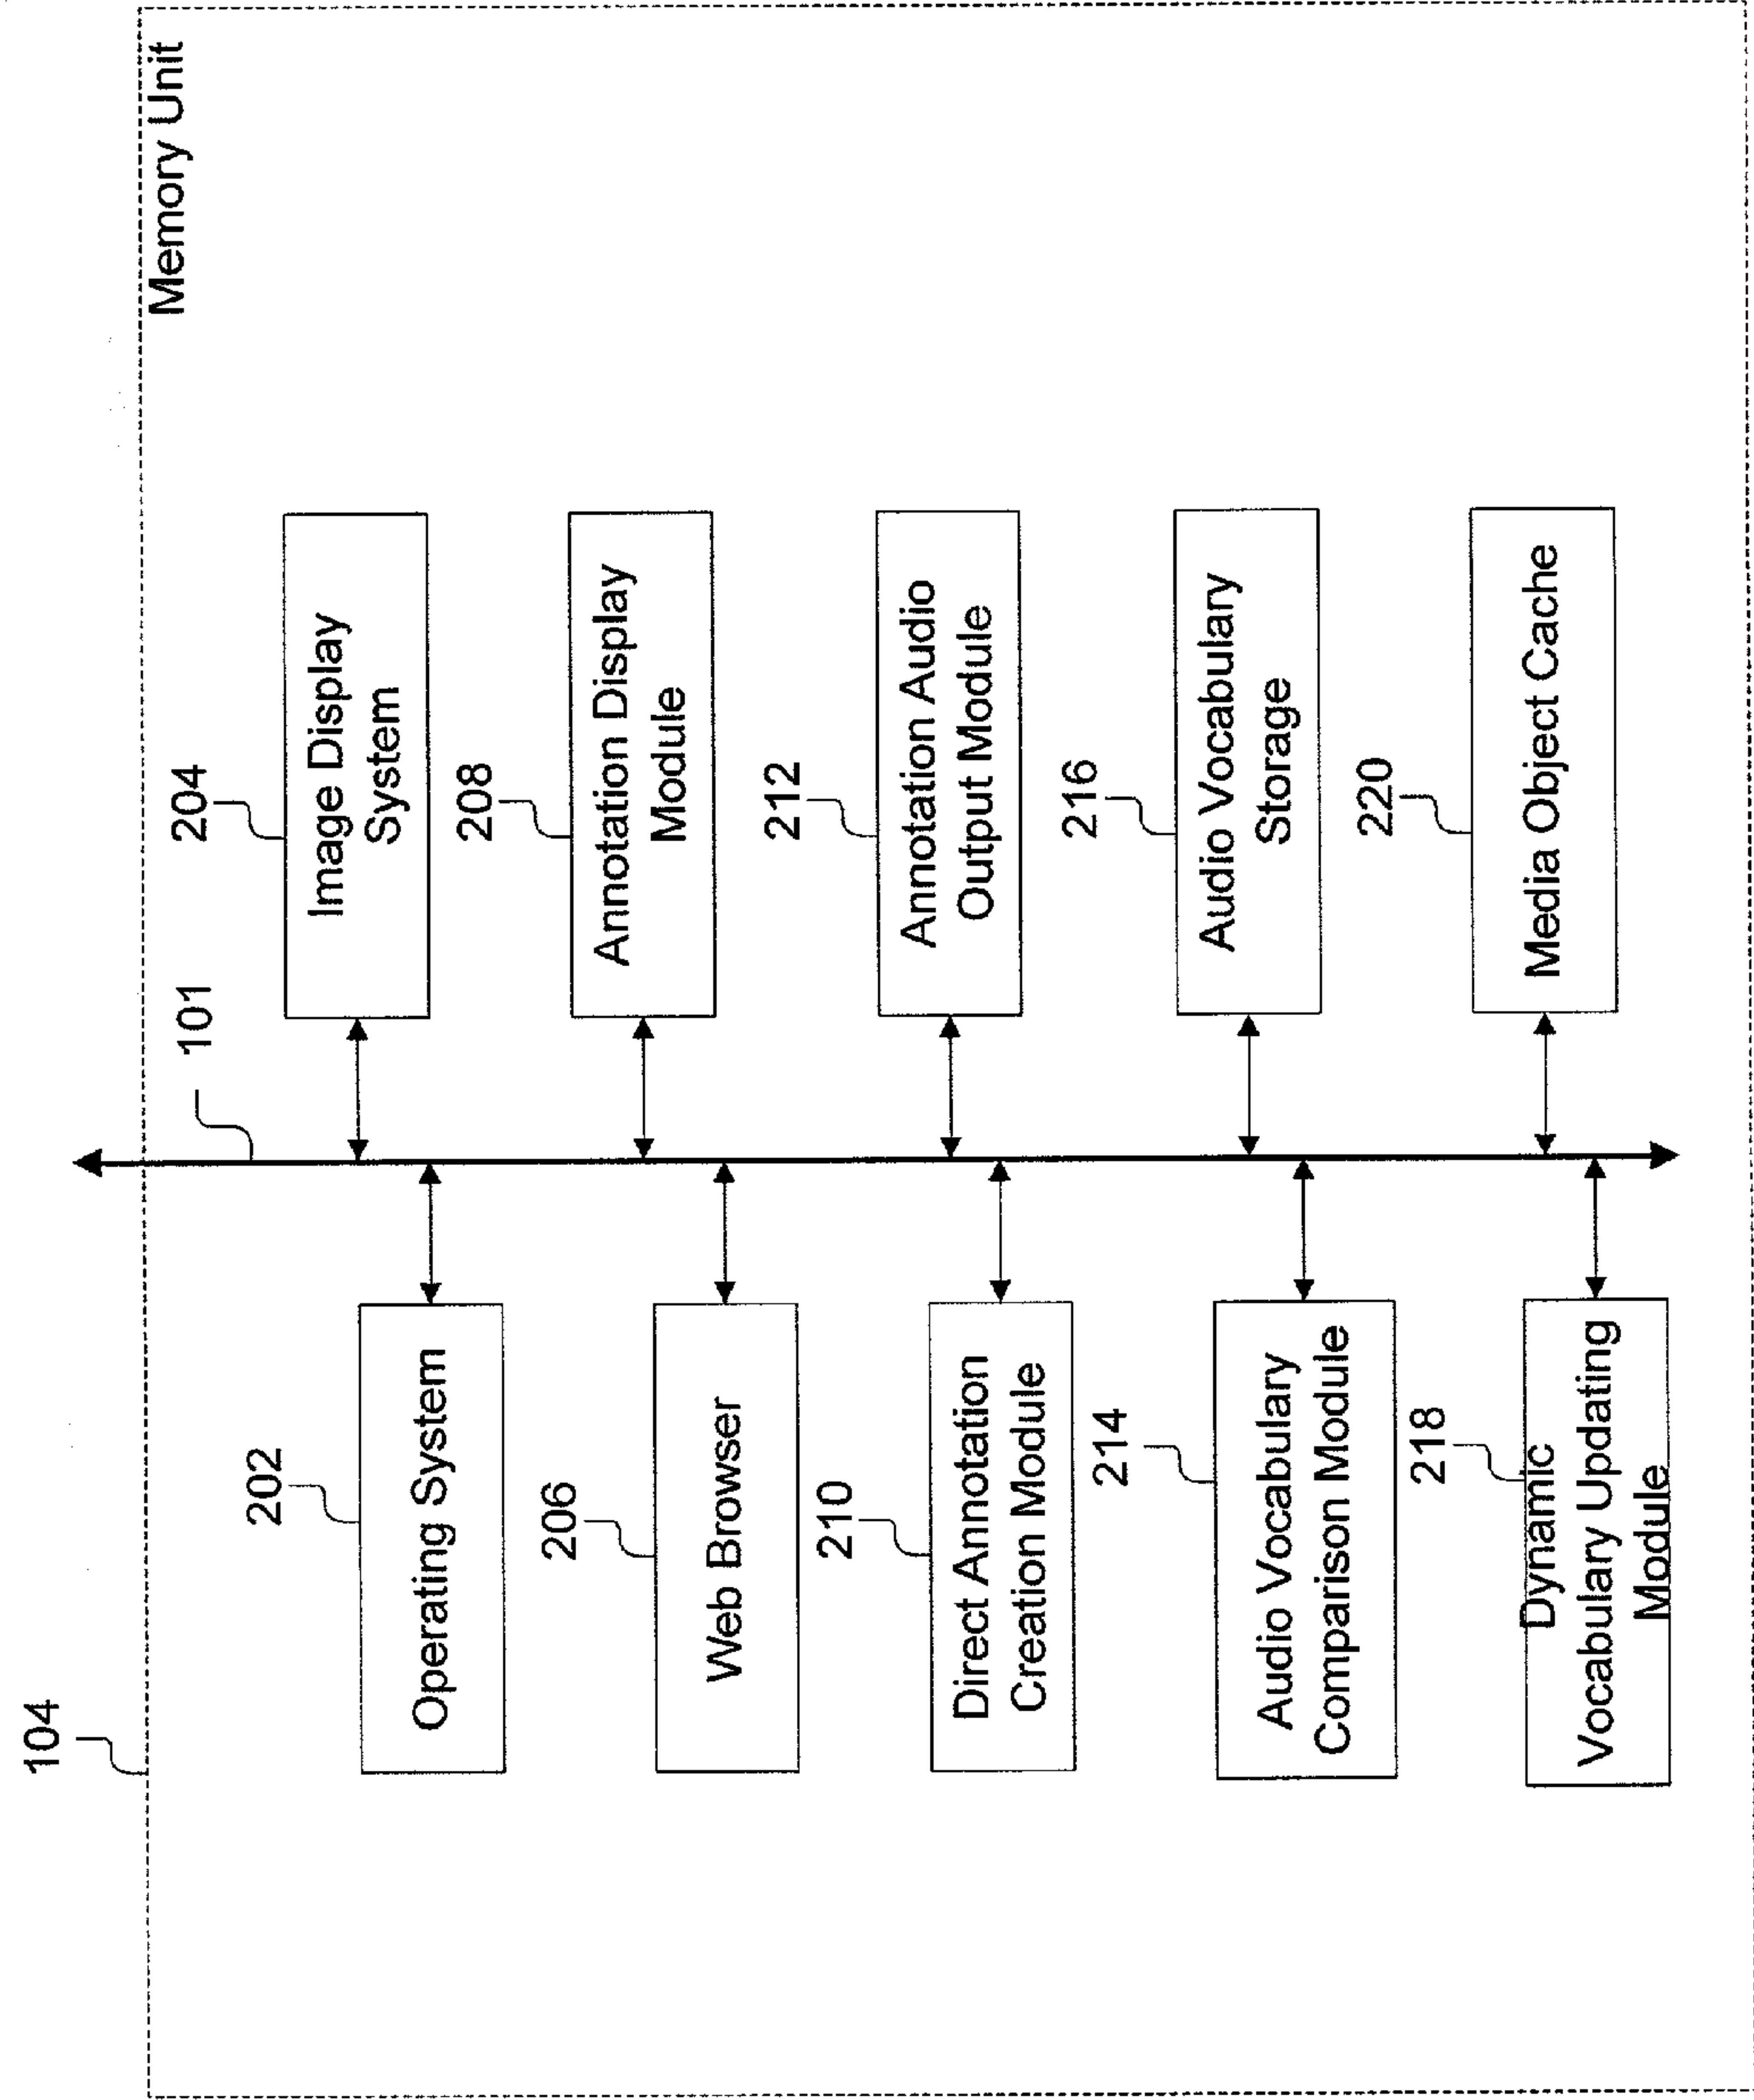 104
Memory Unit
101
202
Operating System
204
Image Display
System
206
Web Browser
208
Annotation Display
Module
210
Direct Annotation
Creation Module
212
Annotation Audio
Output Module
214
Audio Vocabulary
Comparison Module
216
Audio Vocabulary
Storage
218
Dynamic
Vocabulary Updating
Module
220
Media Object Cache